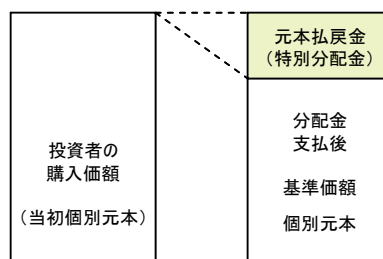 投資者の
購入価額
（当初個別元本）
元本払戻金
（特別分配金）
分配金
支払後
基準価額
個別元本